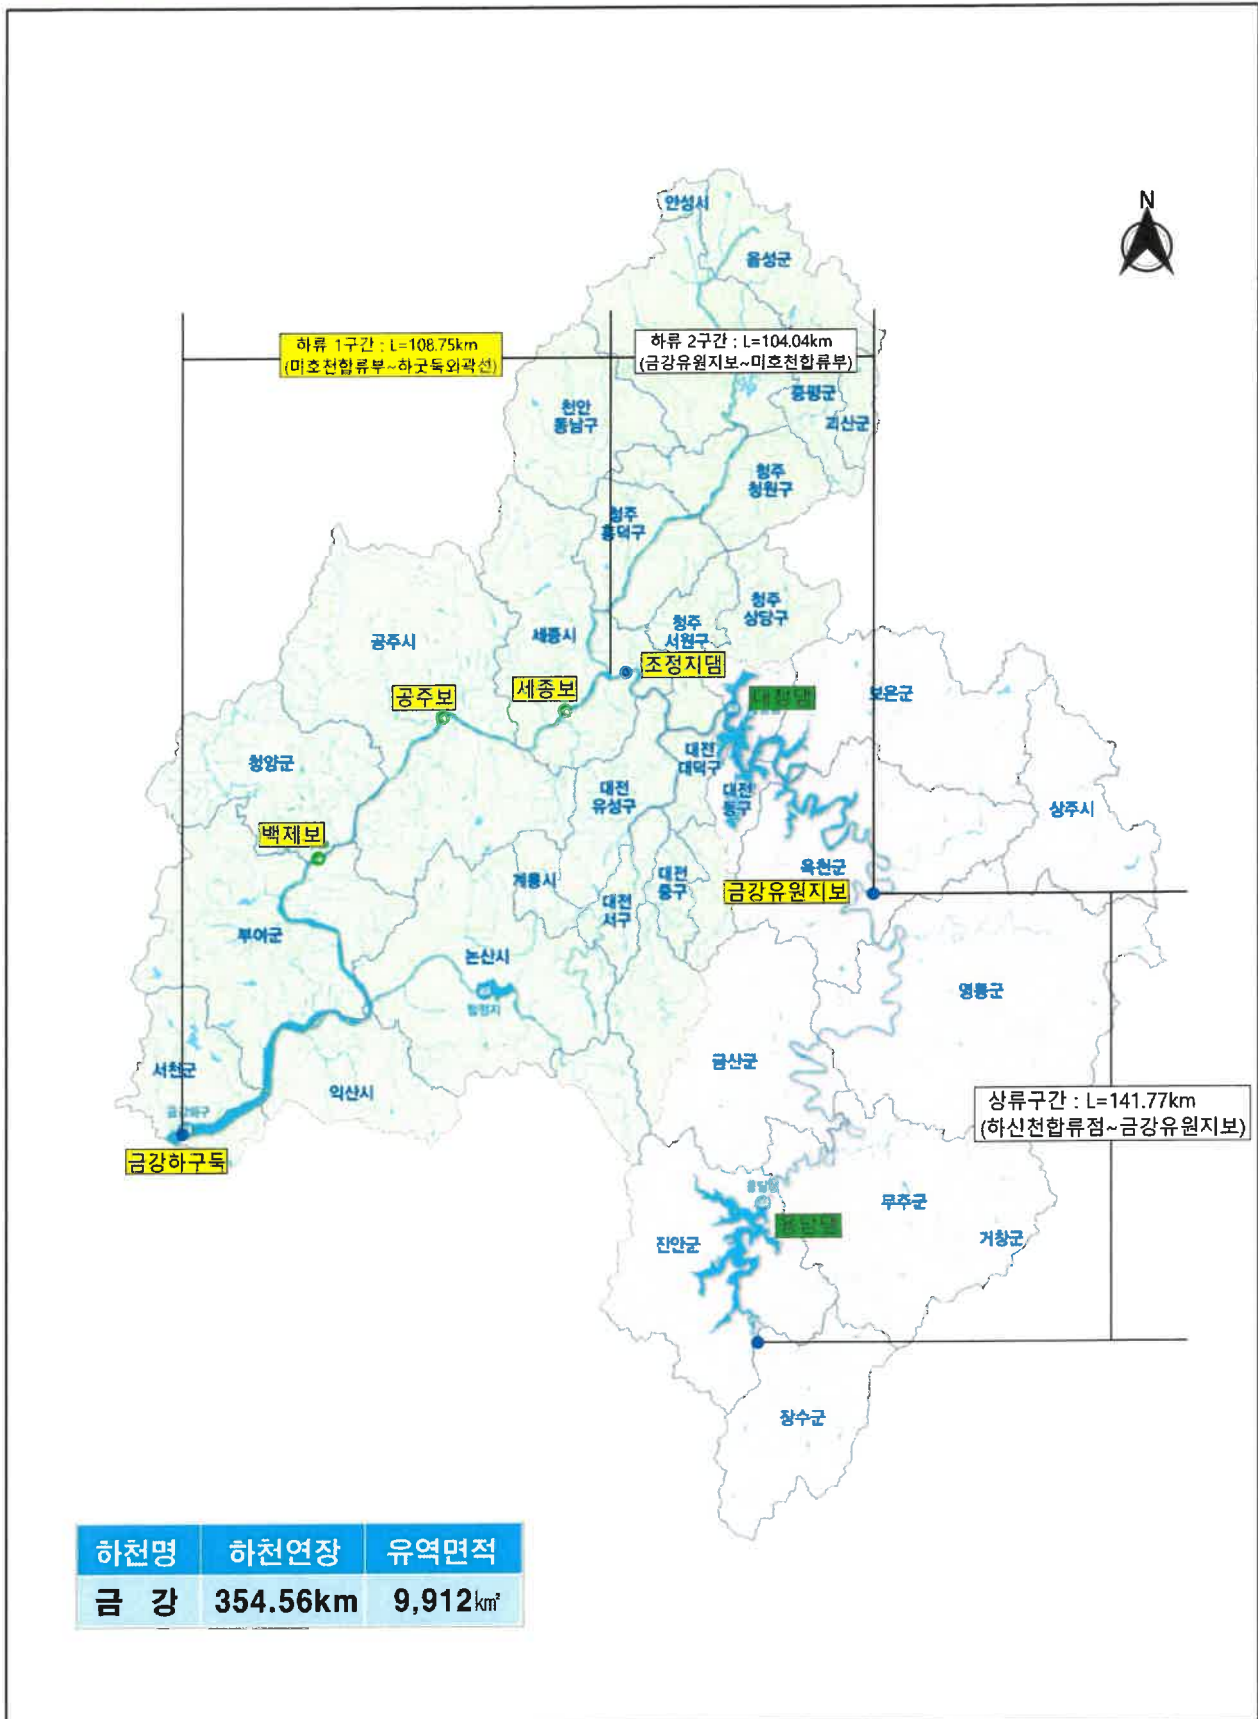 안성시
N
음성군
하류 1구간 : L=108.75km
(미호천합류부~하굿둑외곽선)
하류 2구간 : L=104.04km
(금강유원지보~미호천합류부)
증평군
괴산군
천안
동남구
청주
청원구
청주
흥덕구
청주
상당구
청주
서원구
공주시
세종시
조정지댐
세종보
공주보
대청댐
보은군
대전
대덕구
청양군
대전
유성구
대전
동구
상주시
백제보
옥천군
계룡시
대전
중구
대전
서구
금강유원지보
부여군
논산시
탑정지
영동군
금산군
서천군
익산시
금강하구
상류구간 : L=141.77km
(하신천합류점~금강유원지보)
금강하구둑
용담댐
무주군
용담댐
진안군
거창군
장수군
하천명 하천연장 유역면적
금 강 354.56km 9,912㎢